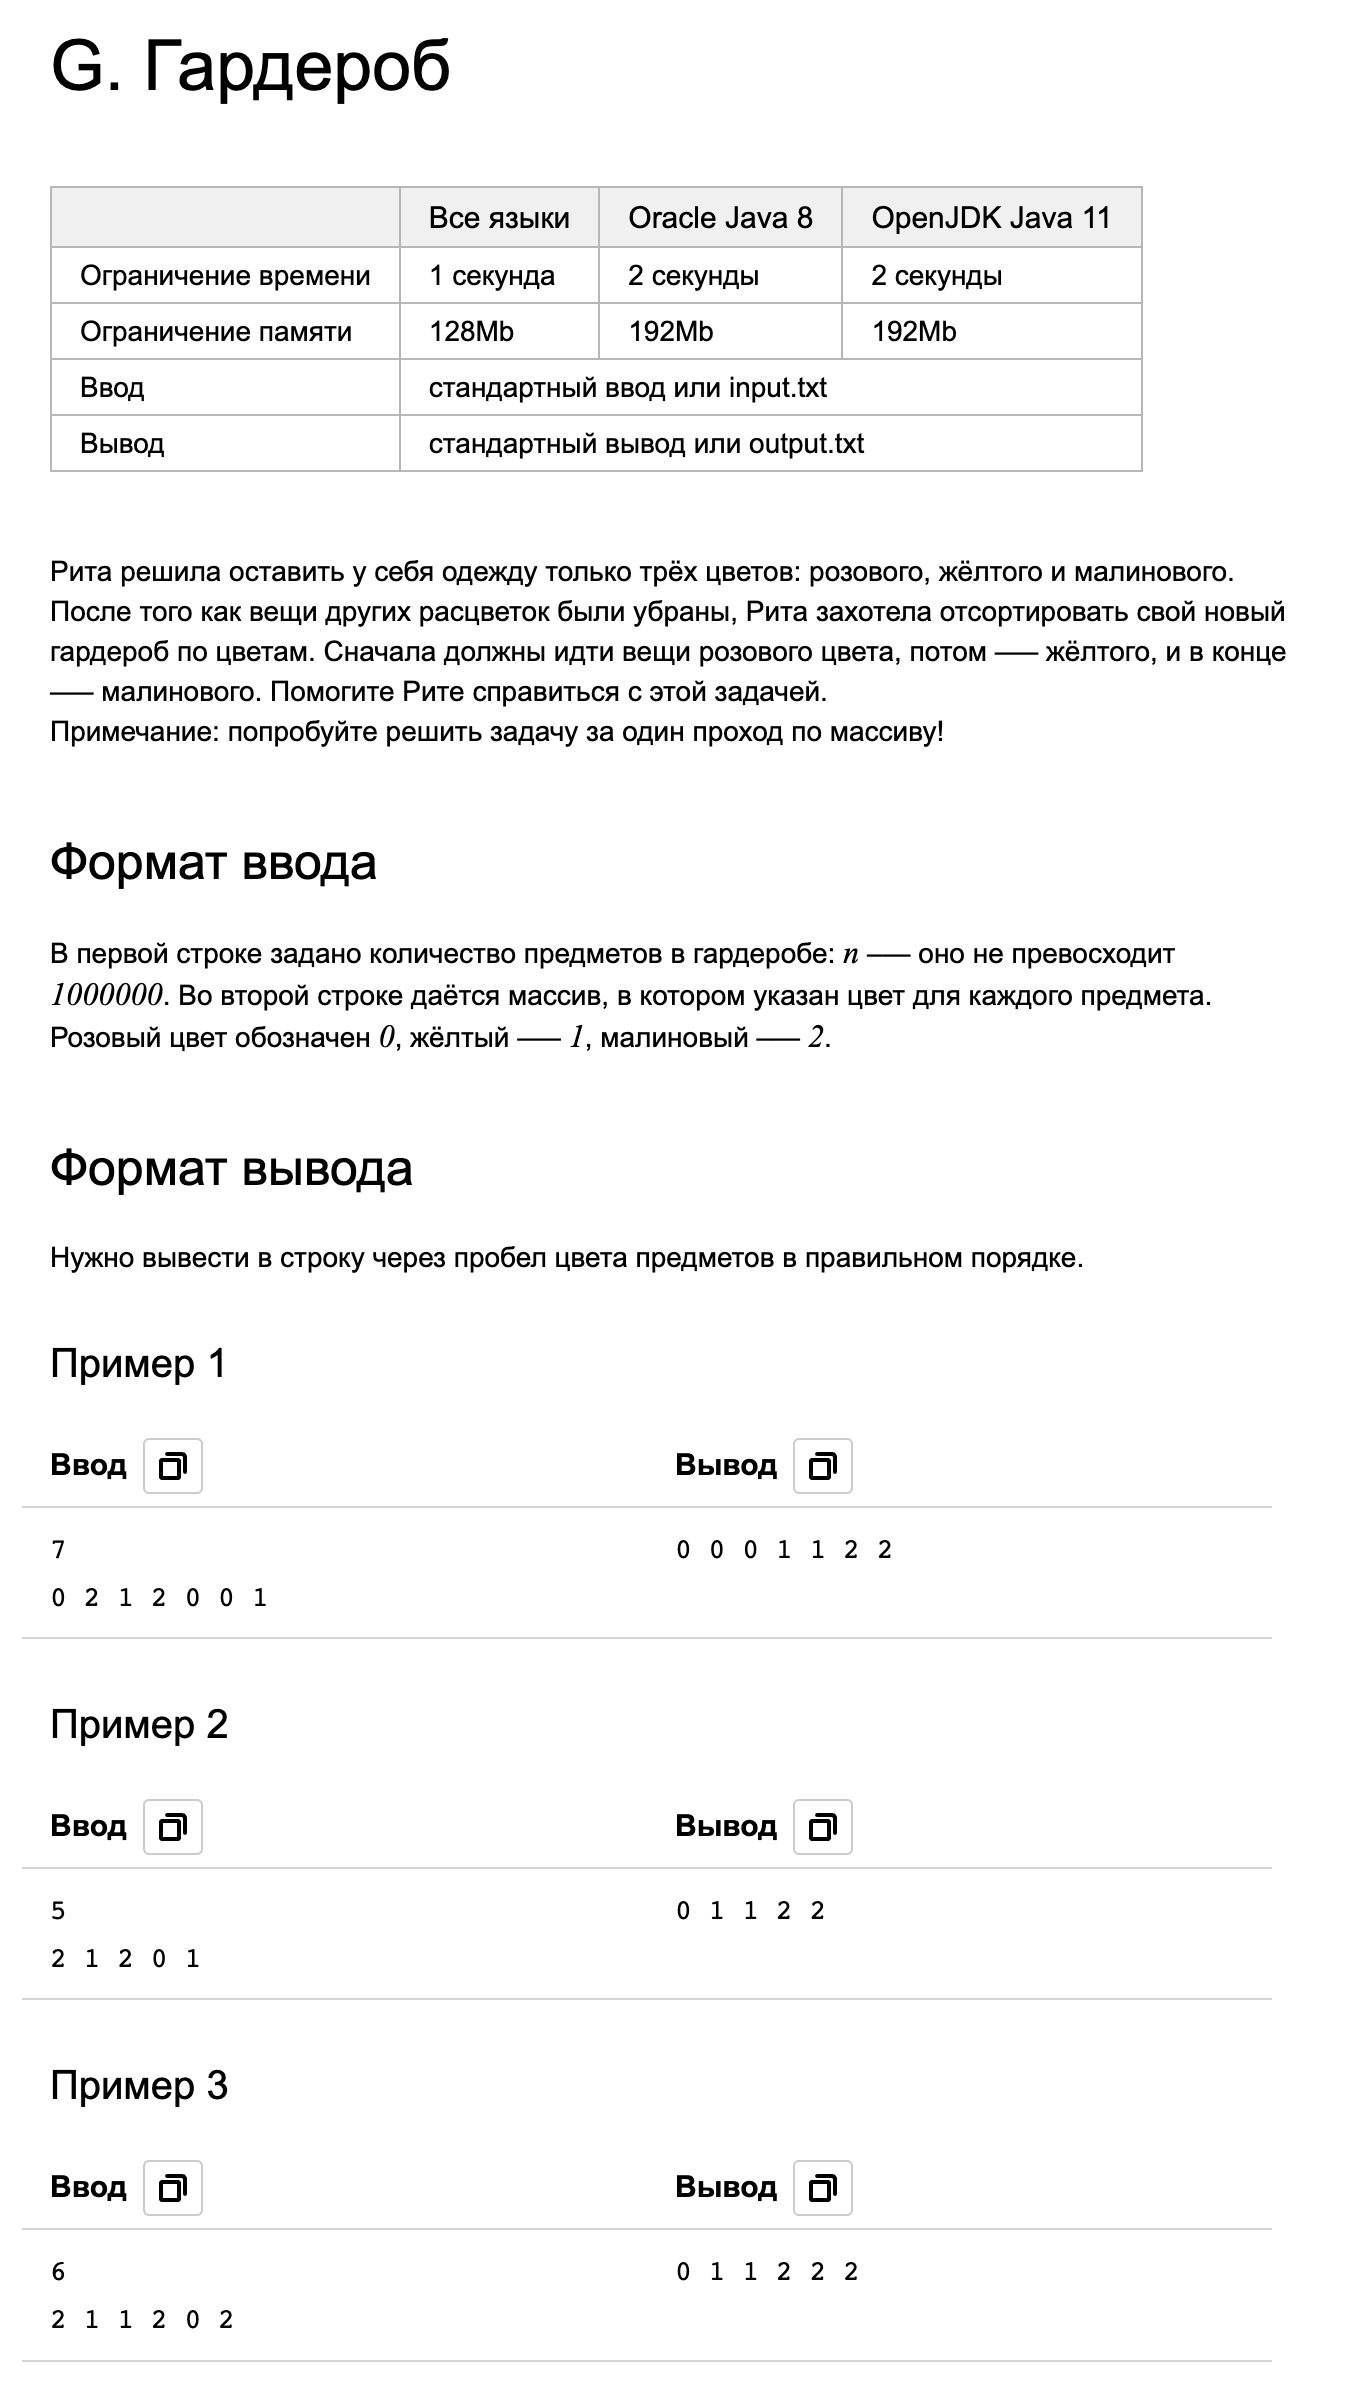 G. Гардероб
Все языки Oracle Java 8 OpenJDK Java 11
Ограничение времени 1 секунда 2 секунды 2 секунды
Ограничение памяти 128Mb 192Mb 192Mb
Ввод стандартный ввод или input.txt
Вывод стандартный вывод или output.txt
Рита решила оставить у себя одежду только трёх цветов: розового, жёлтого и малинового.
После того как вещи других расцветок были убраны, Рита захотела отсортировать свой новый
гардероб по цветам. Сначала должны идти вещи розового цвета, потом —– жёлтого, и в конце
—– малинового. Помогите Рите справиться с этой задачей.
Примечание: попробуйте решить задачу за один проход по массиву!
Формат ввода
В первой строке задано количество предметов в гардеробе: n —– оно не превосходит
1000000. Во второй строке даётся массив, в котором указан цвет для каждого предмета.
Розовый цвет обозначен 0, жёлтый —– 1, малиновый —– 2.
Формат вывода
Нужно вывести в строку через пробел цвета предметов в правильном порядке.
Пример 1
Ввод Вывод
7 0 0 0 1 1 2 2
0 2 1 2 0 0 1
Пример 2
Ввод Вывод
5 0 1 1 2 2
2 1 2 0 1
Пример 3
Ввод Вывод
6 0 1 1 2 2 2
2 1 1 2 0 2